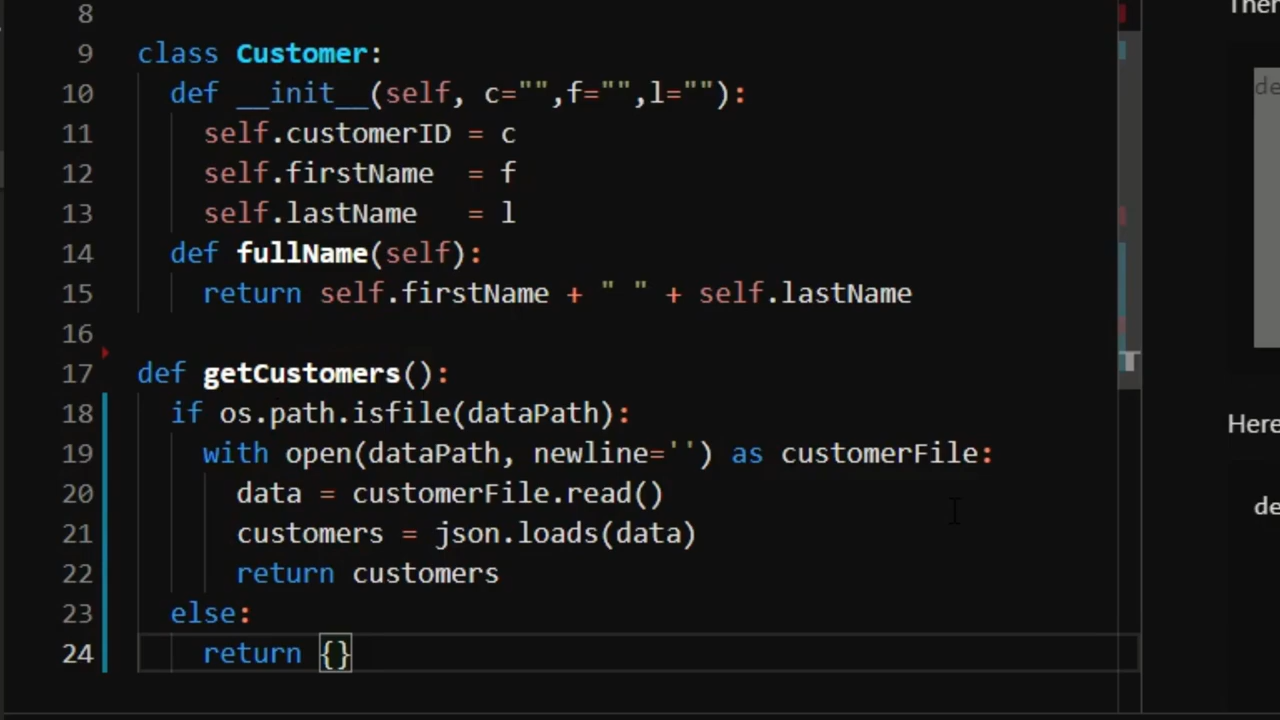 8
9 class Customer:
10 def __init__(self, c="",f="",l=""):
11 self.customerID = c
12 self.firstName  = f
13 self.lastName   = l
14 def fullName(self):
15 return self.firstName + " " + self.lastName
16
17 def getCustomers():
18 if os.path.isfile(dataPath):
19 with open(dataPath, newline='') as customerFile:
20 data = customerFile.read()
21 customers = json.loads(data)
22 return customers
23 else:
24 return {}
Here